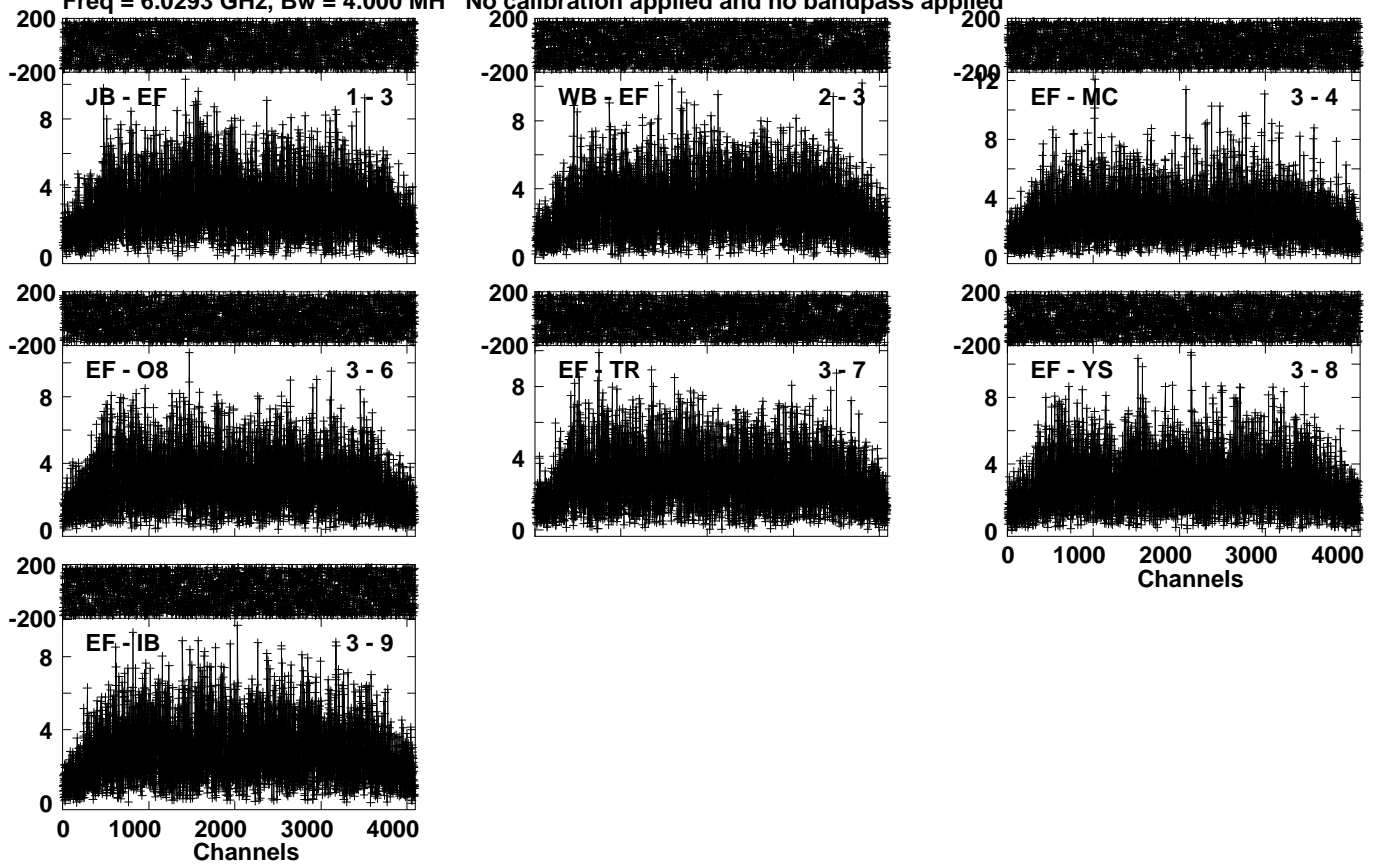 Freq = 6.0293 GHz, Bw = 4.000 MH No calibration applied and no bandpass applied
200 200 200
-200 -200 -200
JB - EF 1 - 3 WB - EF 2 - 3 12 EF - MC 3 - 4
8 8 8
4 4 4
0 0 0
200 200 200
-200 -200 -200
EF - O8 3 - 6 EF - TR 3 - 7 EF - YS 3 - 8
8 8 8
4 4 4
0 0 0
0 1000 2000 3000 4000
Channels
200
-200
EF - IB 3 - 9
8
4
0
0 1000 2000 3000 4000
Channels